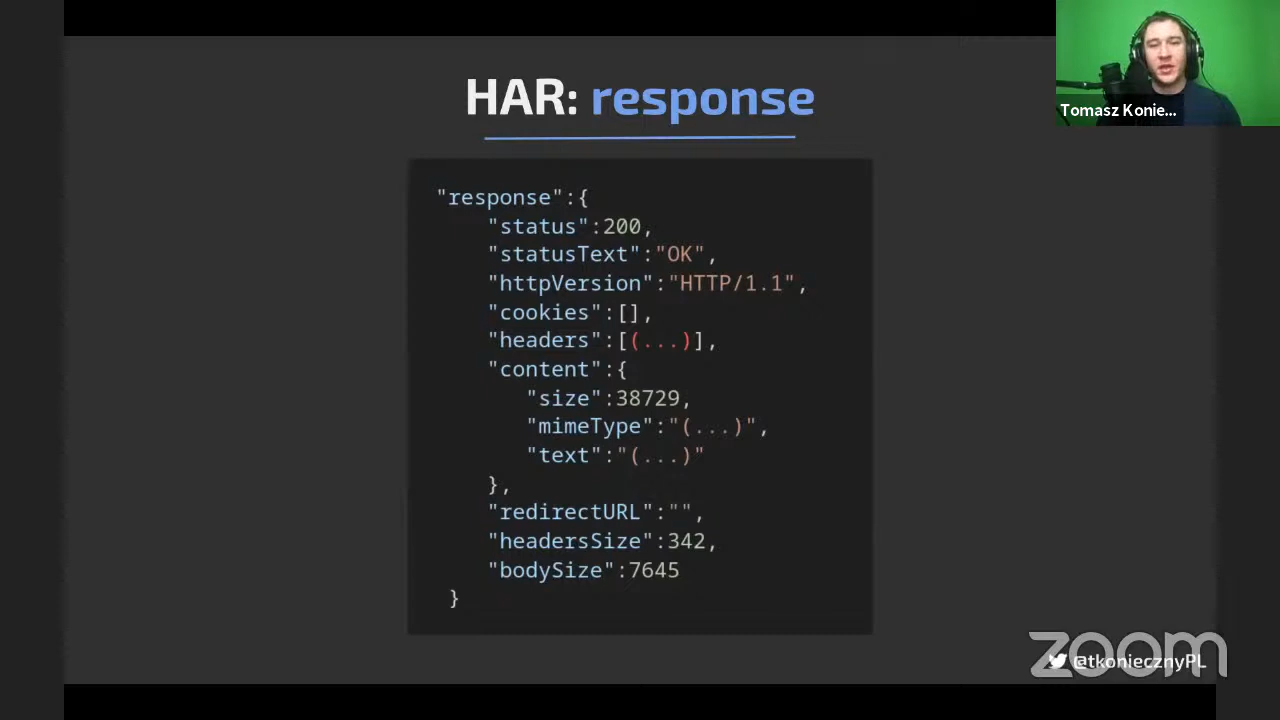 HAR: response
Tomasz Konie...
"response":{
"status":200,
"statusText":"OK",
"httpVersion":"HTTP/1.1",
"cookies":[],
"headers":[(...)],
"content":{
"size":38729,
"mimeType":"(...)",
"text":"(...)"
},
"redirectURL":"",
"headersSize":342,
"bodySize":7645
}
zoom
@tkoniecznyPL